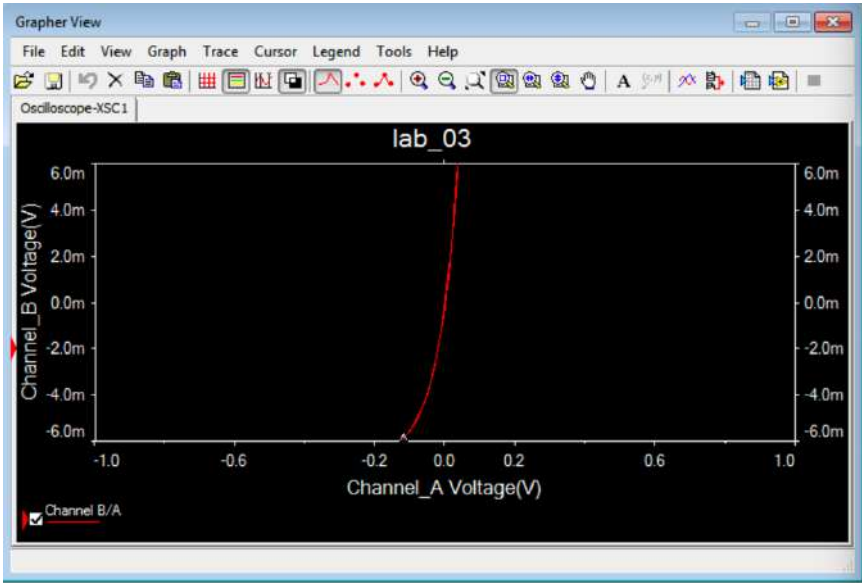 Grapher View
File Edit View Graph Trace Cursor Legend Tools Help
A
Oscilloscope-XSC1
lab_03
Channel_B Voltage(V)
6.0m 6.0m
4.0m 4.0m
2.0m 2.0m
0.0m 0.0m
-2.0m -2.0m
-4.0m -4.0m
-6.0m -6.0m
-1.0 -0.6 -0.2 0.0 0.2 0.6 1.0
Channel_A Voltage(V)
Channel B/A